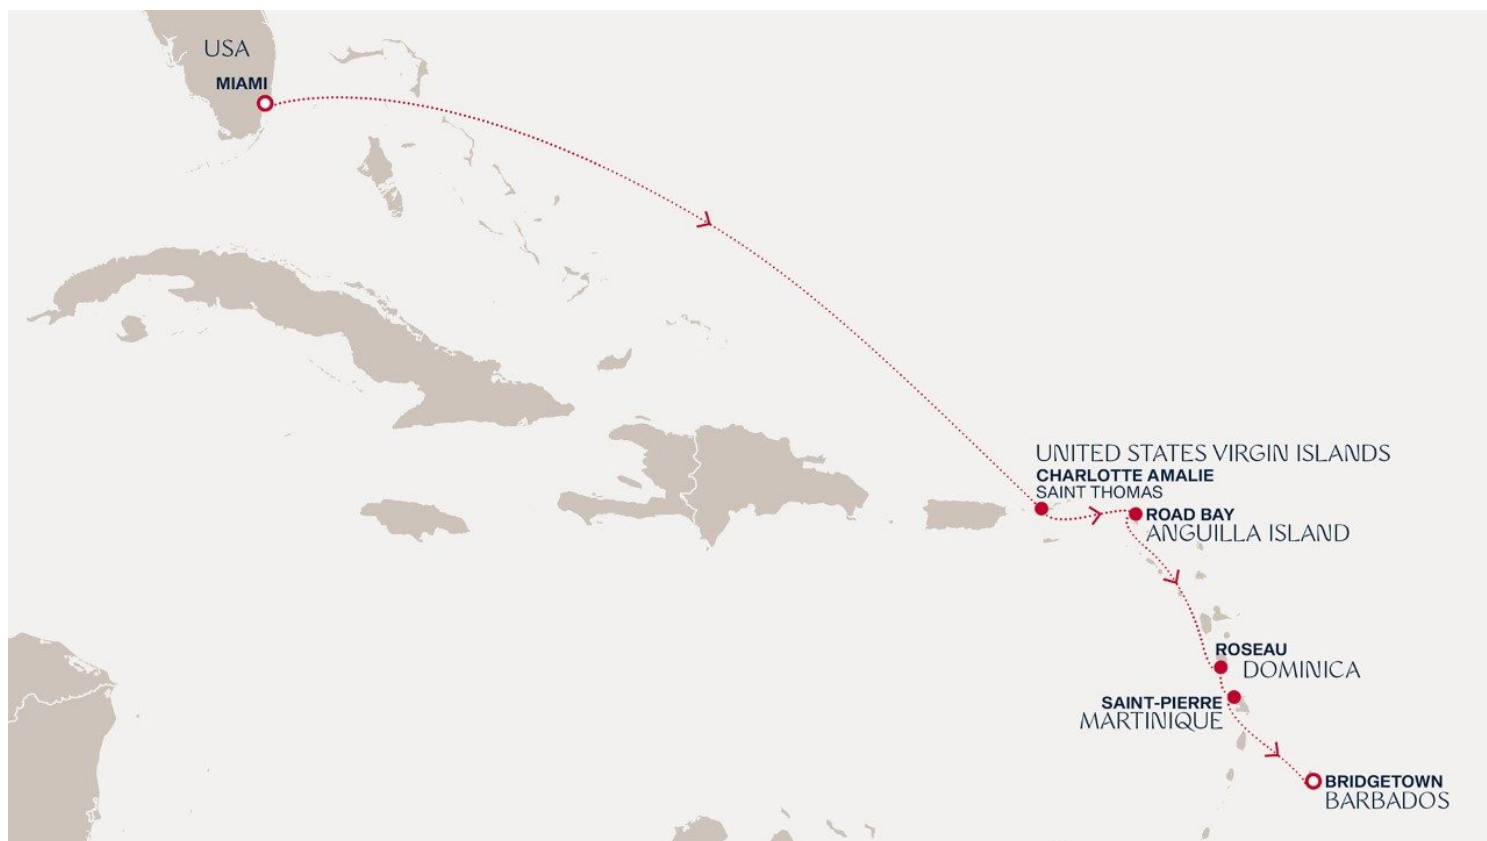 USA
MIAMI
UNITED STATES VIRGIN ISLANDS
CHARLOTTE AMALIE
SAINT THOMAS
ROAD BAY
ANGUILLA ISLAND
ROSEAU
DOMINICA
SAINT-PIERRE
MARTINIQUE
BRIDGETOWN
BARBADOS